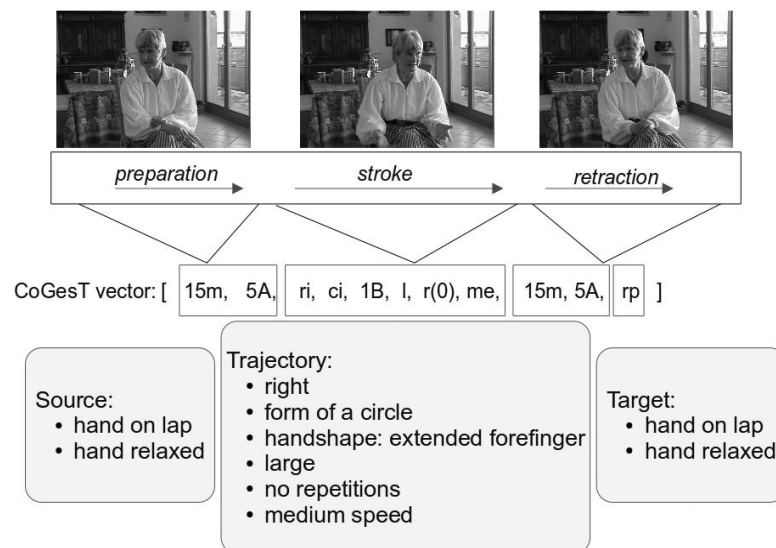 preparation stroke retraction
CoGesT vector: [ 15m, 5A, ri, ci, 1B, l, r(0), me, 15m, 5A, rp ]
Source:
• hand on lap
• hand relaxed
Trajectory:
• right
• form of a circle
• handshape: extended forefinger
• large
• no repetitions
• medium speed
Target:
• hand on lap
• hand relaxed